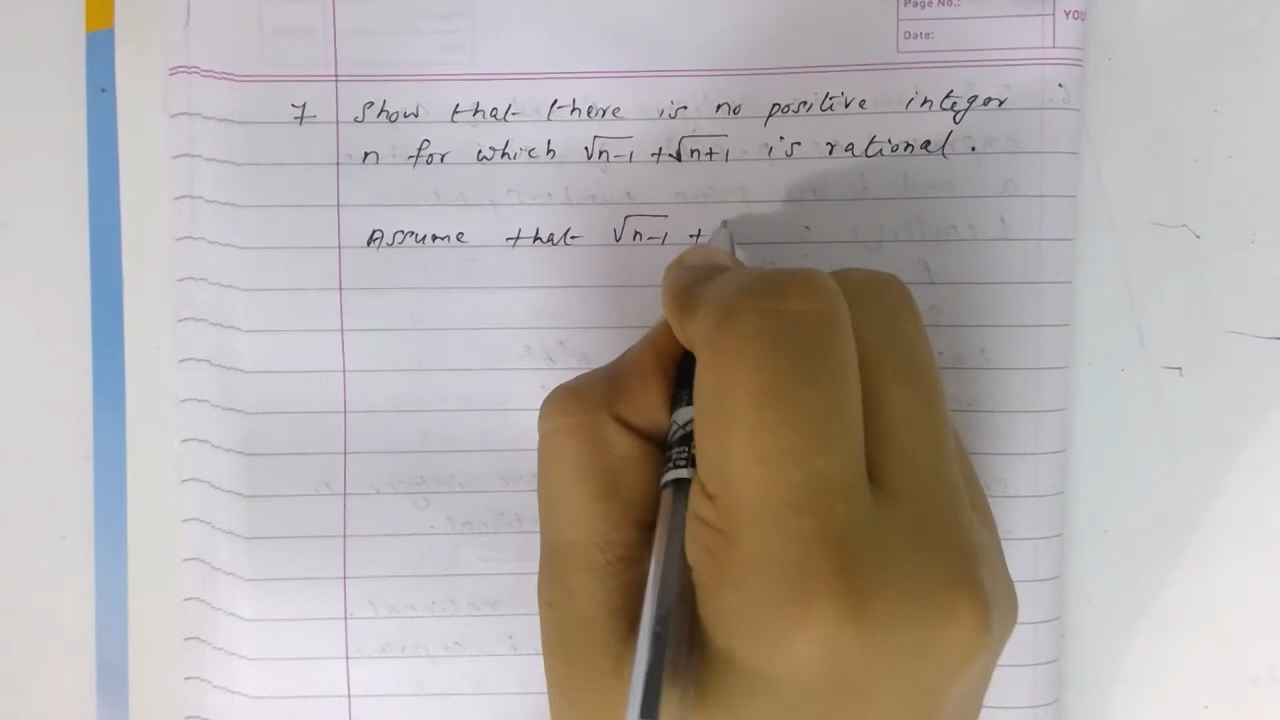 Page No.:
YOU
Date:
7 Show that there is no positive integer
n for which √n-1 + √n+1 is rational.
Assume that √n-1 +